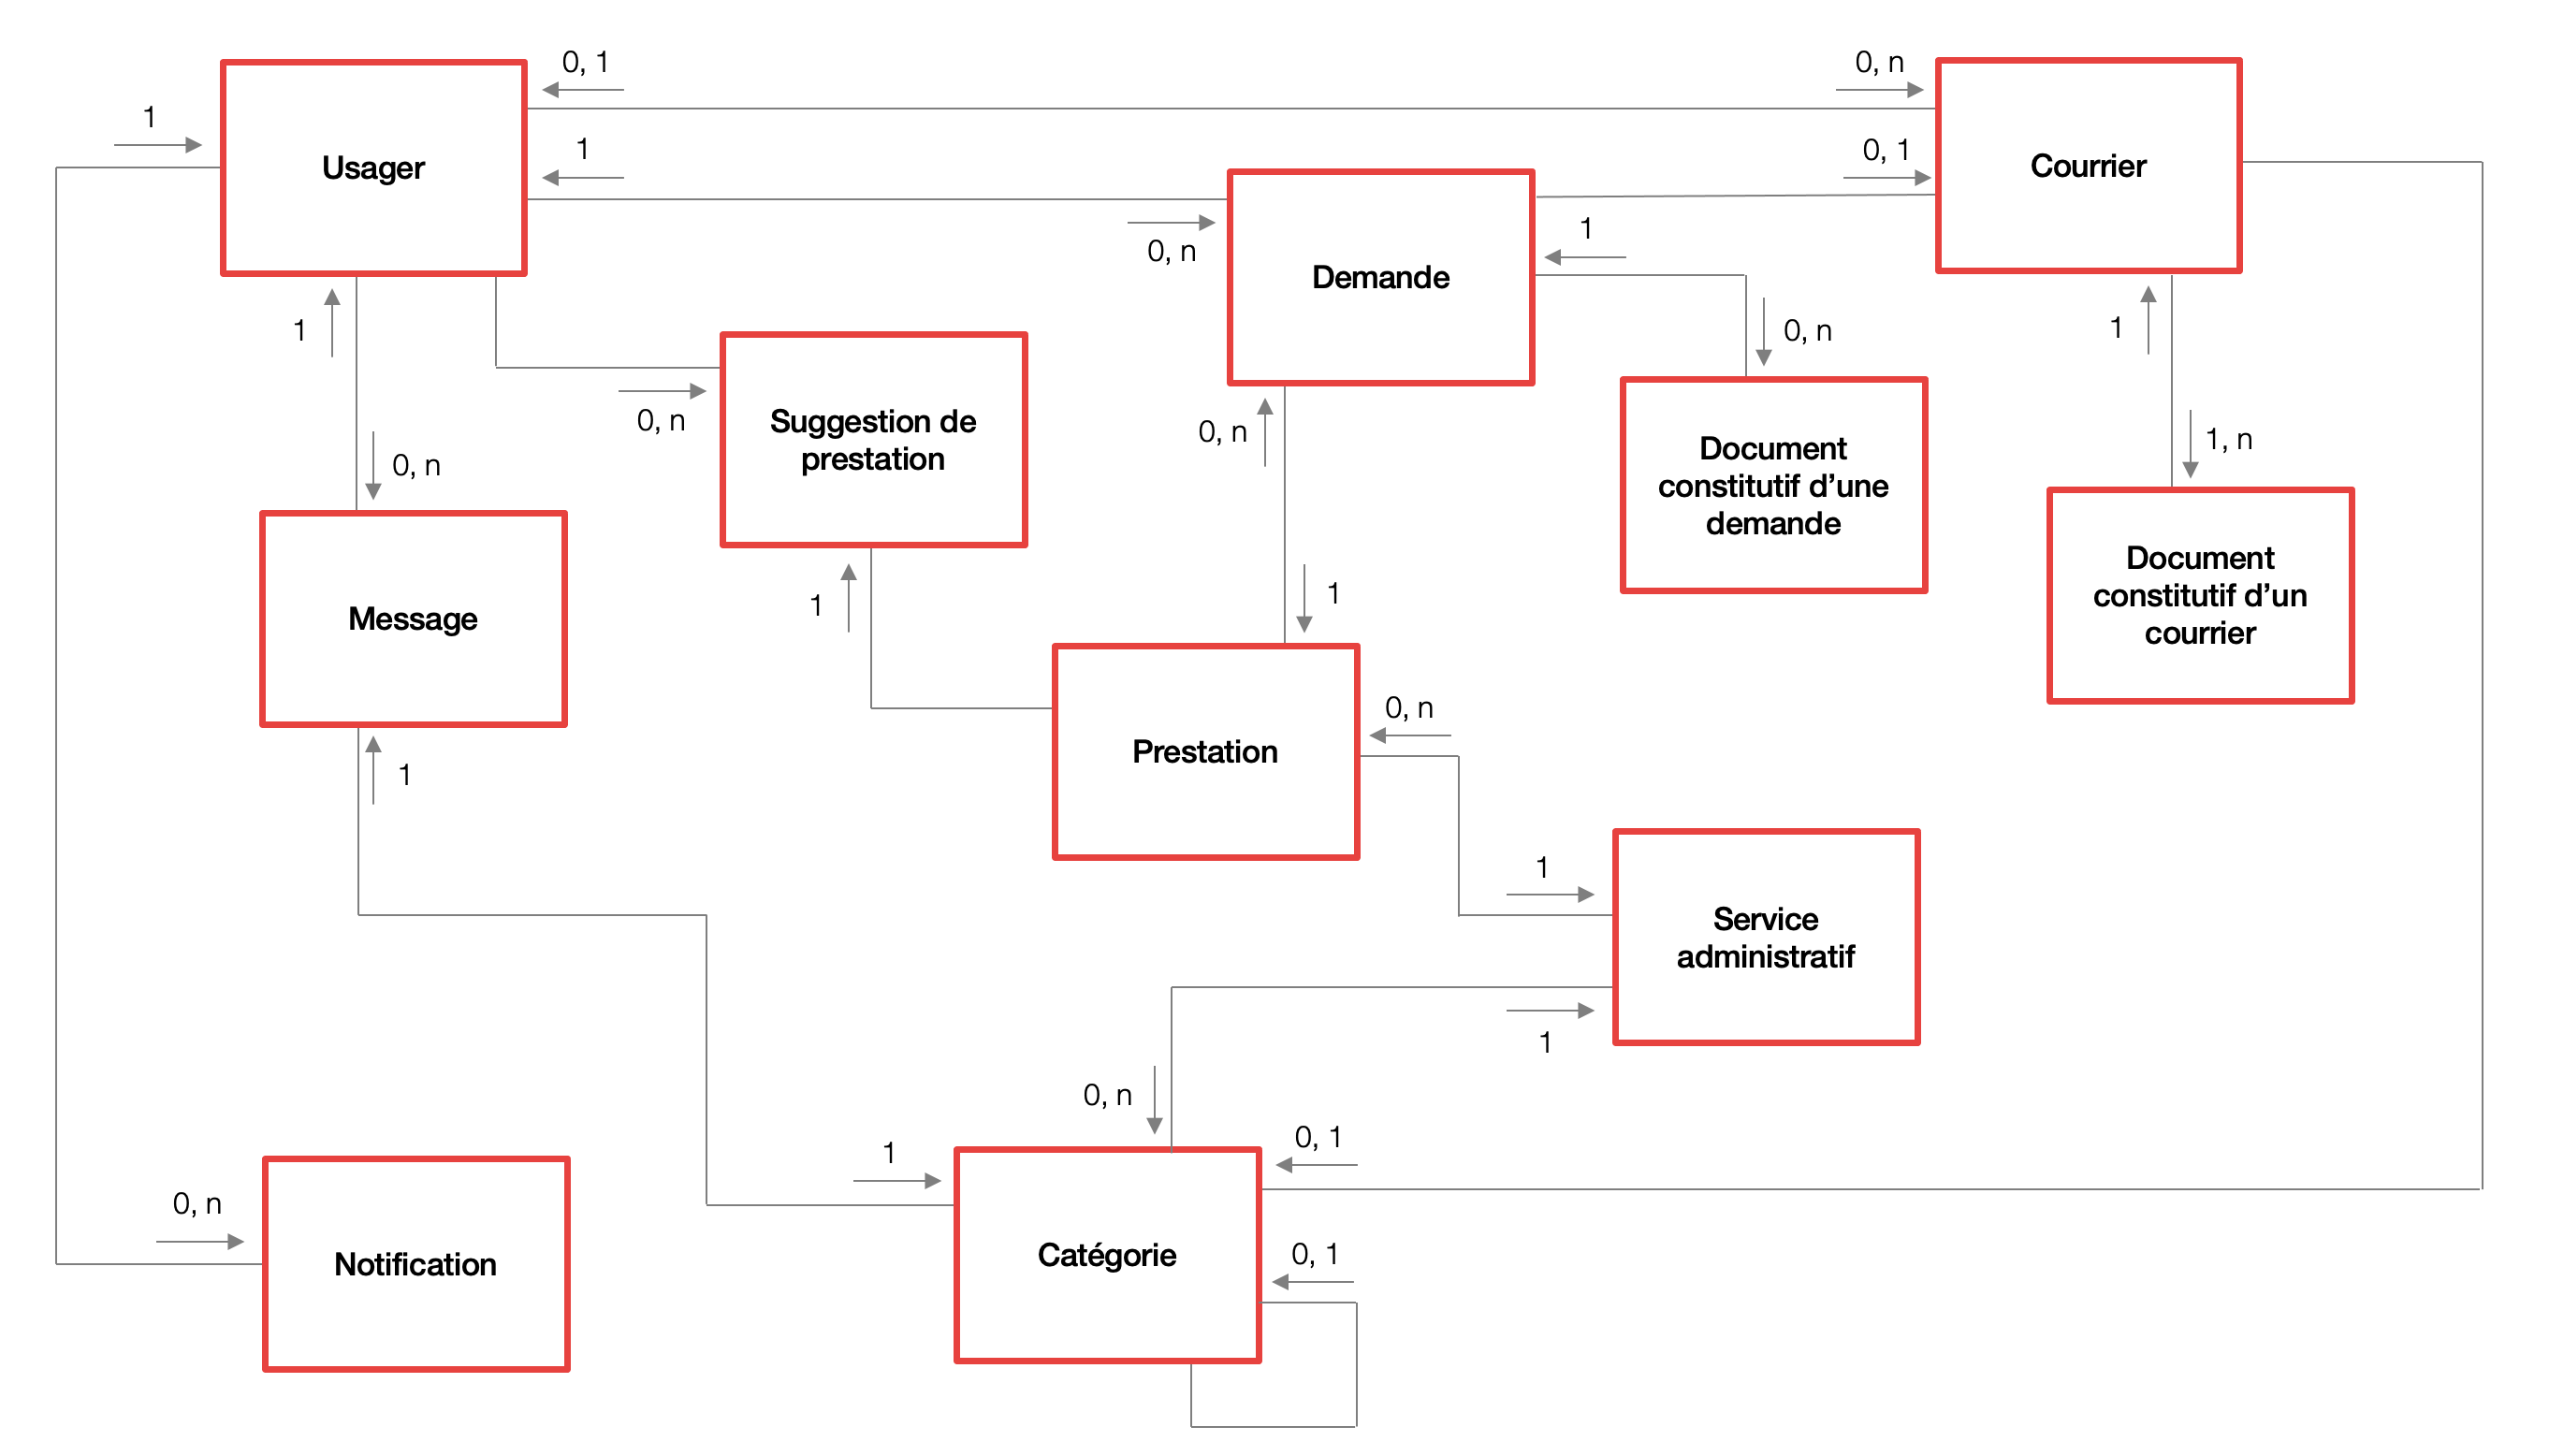 0, 1
0, n
1
Usager
1
0, 1
Courrier
0, n
1
Demande
1
0, n
1
0, n
Suggestion de
prestation
0, n
0, n
Document
constitutif d’une
demande
1, n
0, n
Message
1
1
Document
constitutif d’un
courrier
Prestation
0, n
1
1
Service
administratif
1
0, n
1
0, 1
0, n
Notification
Catégorie
0, 1